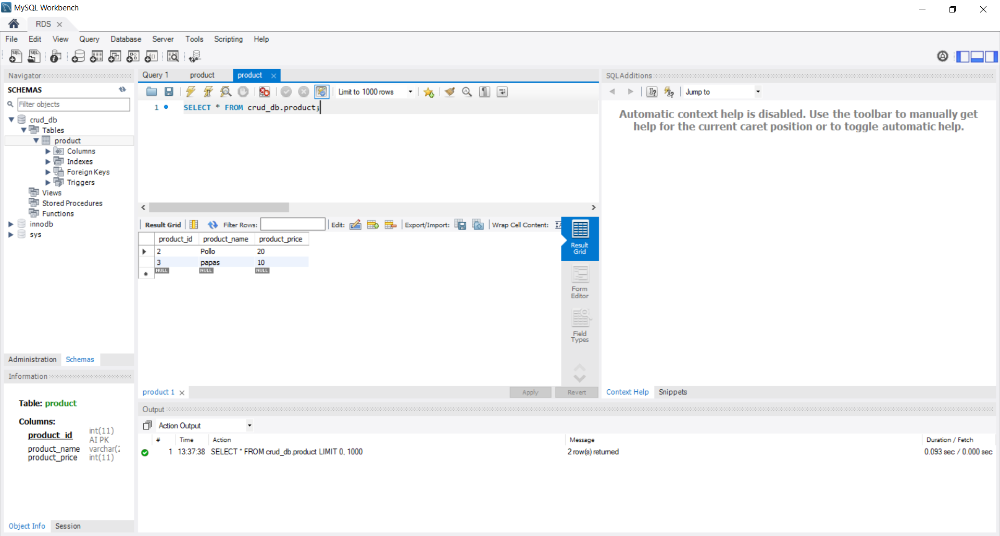 MySQL Workbench
RDS
File Edit View Query Database Server Tools Scripting Help
Navigator
SCHEMAS
Filter objects
crud_db
Tables
product
Columns
Indexes
Foreign Keys
Triggers
Views
Stored Procedures
Functions
innodb
sys
Administration Schemas
Information
Table: product
Columns:
product_id int(11) AI PK
product_name varchar(
product_price int(11)
Object Info Session
Query 1 product product
Limit to 1000 rows
1 SELECT * FROM crud_db.product;
Result Grid Filter Rows: Edit: Export/Import: Wrap Cell Content:
product_id product_name product_price
2 Pollo 20
3 papas 10
NULL NULL NULL
Result Grid
Form Editor
Field Types
product 1 Apply Revert
SQLAdditions
Jump to
Automatic context help is disabled. Use the toolbar to manually get
help for the current caret position or to toggle automatic help.
Context Help Snippets
Output
Action Output
# Time Action Message Duration / Fetch
1 13:37:38 SELECT * FROM crud_db.product LIMIT 0, 1000 2 row(s) returned 0.093 sec / 0.000 sec